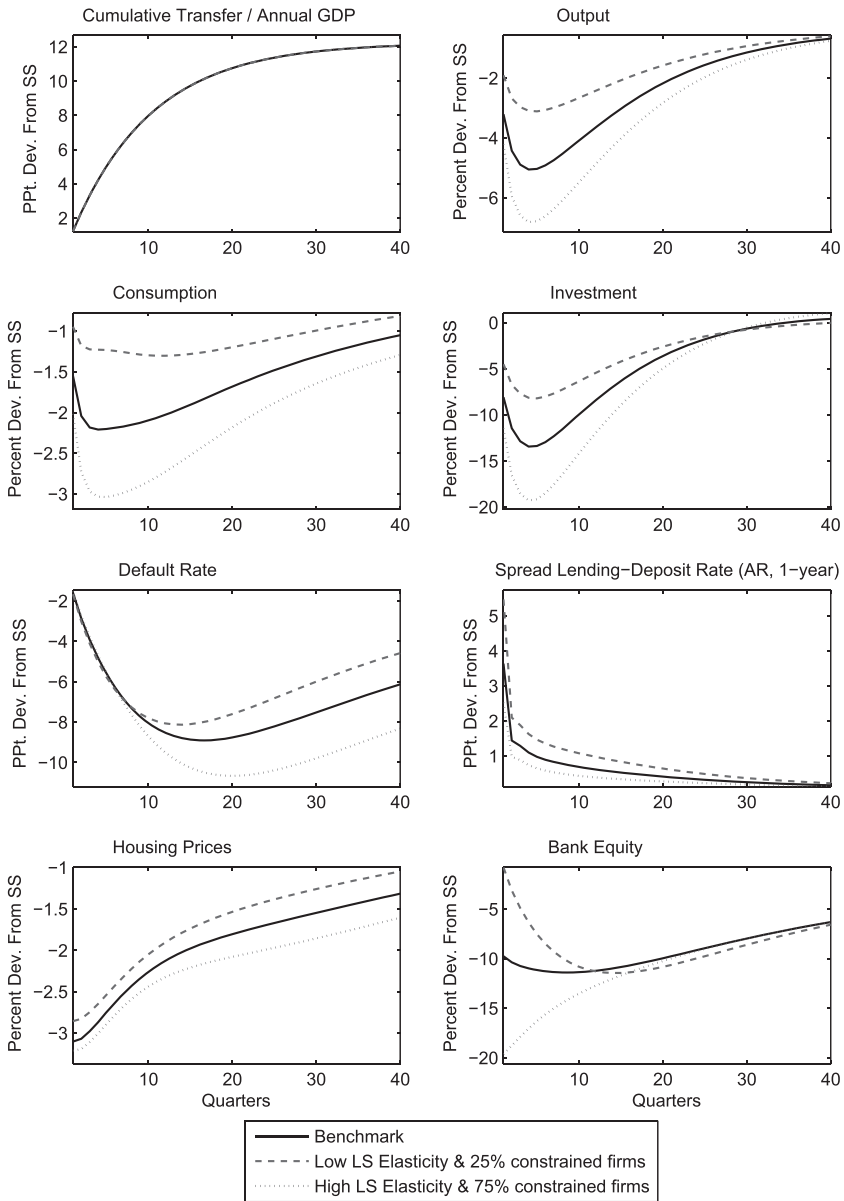 Cumulative Transfer / Annual GDP
PPt. Dev. From SS
12
10
8
6
4
2
10 20 30 40
Output
Percent Dev. From SS
−2
−4
−6
10 20 30 40
Consumption
Percent Dev. From SS
−1
−1.5
−2
−2.5
−3
10 20 30 40
Investment
Percent Dev. From SS
0
−5
−10
−15
−20
10 20 30 40
Default Rate
PPt. Dev. From SS
−2
−4
−6
−8
−10
10 20 30 40
Spread Lending−Deposit Rate (AR, 1−year)
PPt. Dev. From SS
5
4
3
2
1
10 20 30 40
Housing Prices
Percent Dev. From SS
−1
−1.5
−2
−2.5
−3
10 20 30 40
Quarters
Bank Equity
Percent Dev. From SS
−5
−10
−15
−20
10 20 30 40
Quarters
Benchmark
Low LS Elasticity & 25% constrained firms
High LS Elasticity & 75% constrained firms